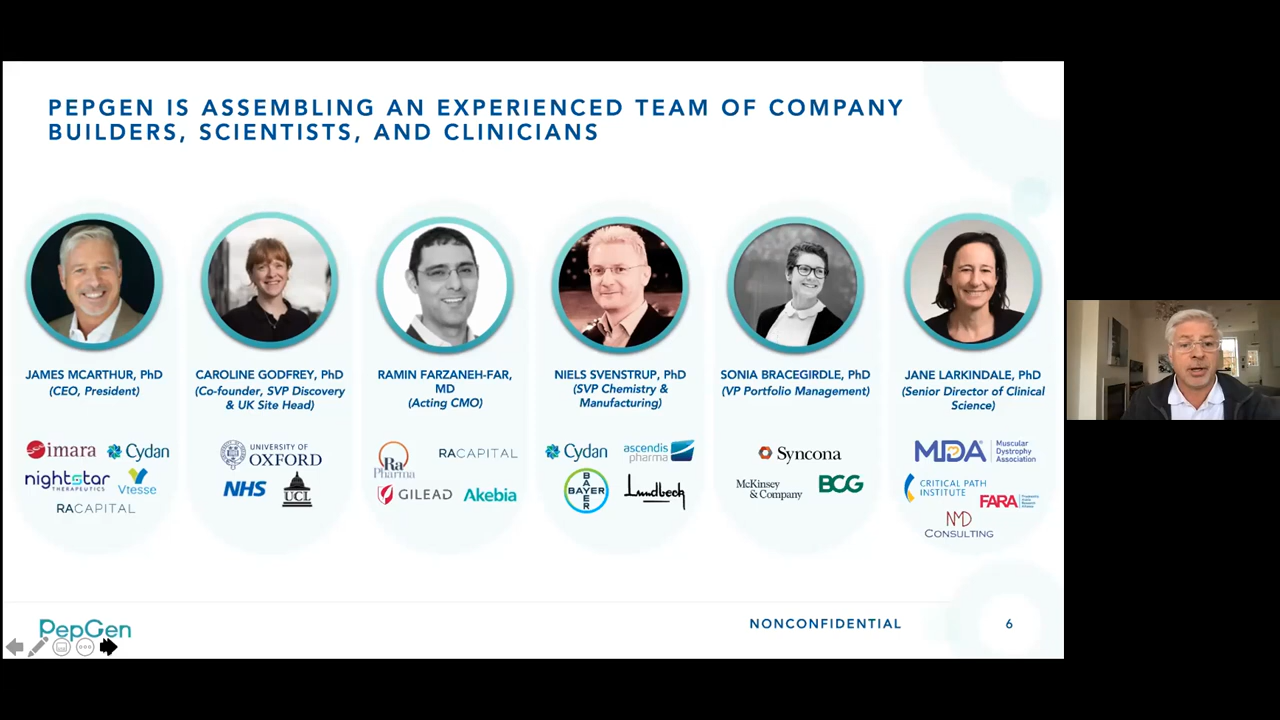 PEPGEN IS ASSEMBLING AN EXPERIENCED TEAM OF COMPANY
BUILDERS, SCIENTISTS, AND CLINICIANS
JAMES MCARTHUR, PhD
(CEO, President)
imara
Cydan
nightstar
THERAPEUTICS
Vtesse
RACAPITAL
CAROLINE GODFREY, PhD
(Co-founder, SVP Discovery
& UK Site Head)
UNIVERSITY OF
OXFORD
NHS
UCL
RAMIN FARZANEH-FAR,
MD
(Acting CMO)
Ra
Pharma
RACAPITAL
GILEAD
Akebia
NIELS SVENSTRUP, PhD
(SVP Chemistry &
Manufacturing)
Cydan
ascendis
pharma
BAYER
BAYER
Lundbeck
SONIA BRACEGIRDLE, PhD
(VP Portfolio Management)
Syncona
McKinsey
& Company
BCG
JANE LARKINDALE, PhD
(Senior Director of Clinical
Science)
MDA
Muscular
Dystrophy
Association
CRITICAL PATH
INSTITUTE
FARA
NMD
CONSULTING
PepGen
NONCONFIDENTIAL
6